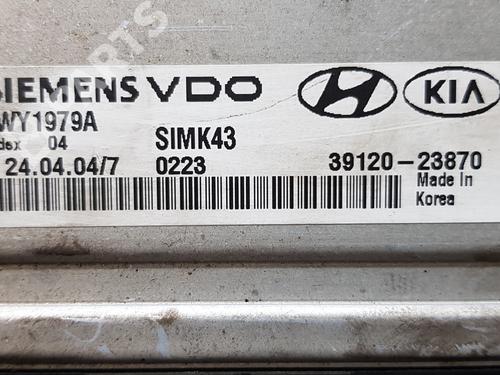 SIEMENS VDO KIA
WY1979A SIMK43
dex 04
24.04.04/7 0223 39120-23870
Made In
Korea